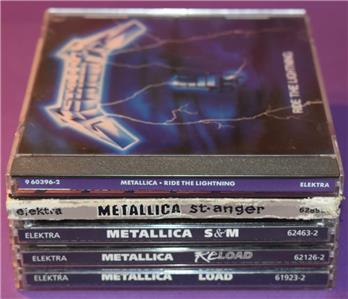 METALLICA
RIDE THE LIGHTNING
9 60396-2 METALLICA • RIDE THE LIGHTNING ELEKTRA
elektra METALLICA st·anger
ELEKTRA METALLICA S&M 62463-2
ELEKTRA METALLICA RELOAD 62126-2
ELEKTRA METALLICA LOAD 61923-2